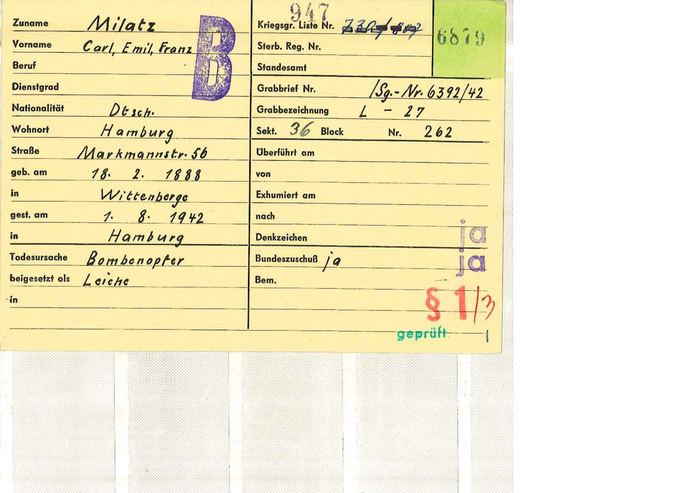 Zuname Milatz
Vorname Carl, Emil, Franz
B
Beruf
Dienstgrad
Nationalität Dtsch.
Wohnort Hamburg
Straße Markmannstr. 56
geb. am 18. 2. 1888
in Wittenberge
gest. am 1. 8. 1942
in Hamburg
Todesursache Bombenopfer
beigesetzt als Leiche
in
947
Kriegsgr. Liste Nr.
6879
Sterb. Reg. Nr.
Standesamt
Grabbrief Nr. /Sg.-Nr. 6392/42
Grabbezeichnung L - 27
Sekt. 36 Block Nr. 262
Überführt am
von
Exhumiert am
nach
Denkzeichen ja
Bundeszuschuß ja ja
Bem.
§ 1/3
geprüft